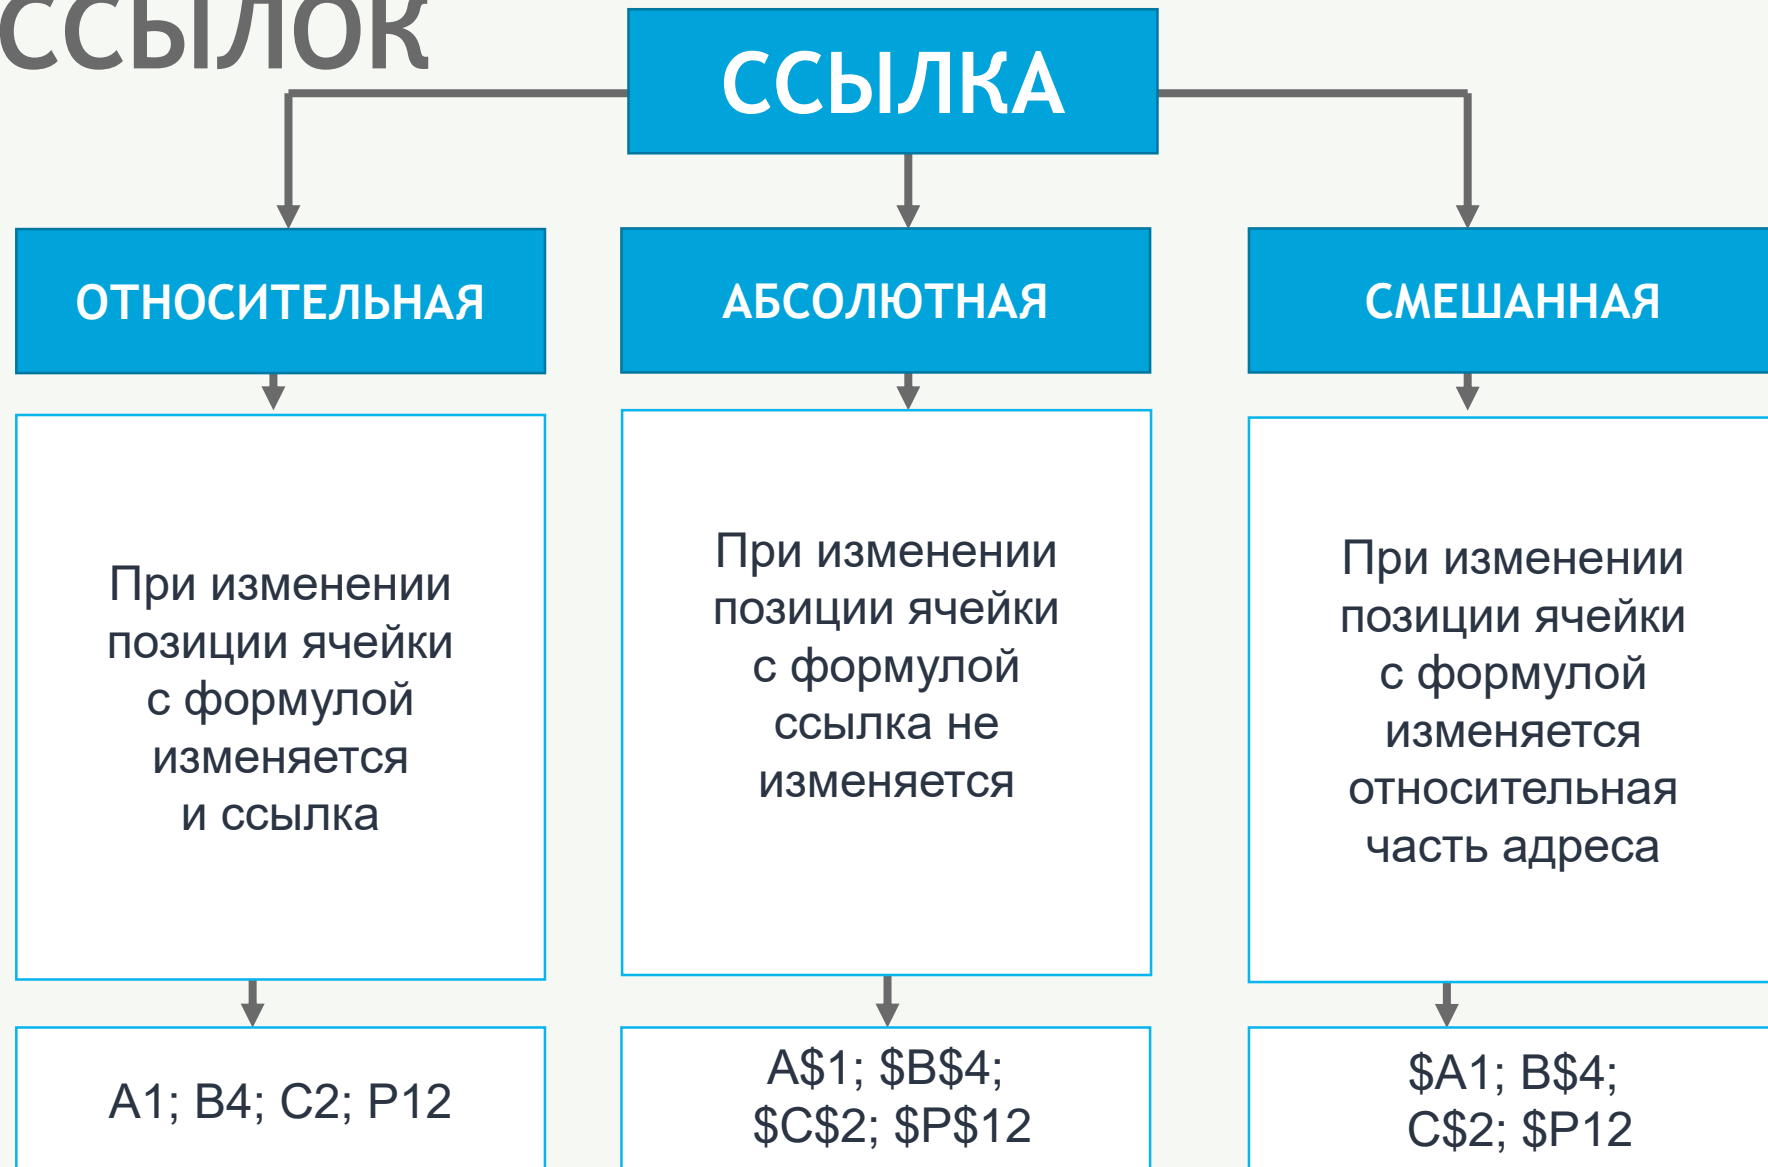 ССЫЛОК
ССЫЛКА
ОТНОСИТЕЛЬНАЯ
АБСОЛЮТНАЯ
СМЕШАННАЯ
При изменении
позиции ячейки
с формулой
изменяется
и ссылка
При изменении
позиции ячейки
с формулой
ссылка не
изменяется
При изменении
позиции ячейки
с формулой
изменяется
относительная
часть адреса
A1; B4; C2; P12
A$1; $B$4;
$C$2; $P$12
$A1; B$4;
C$2; $P12